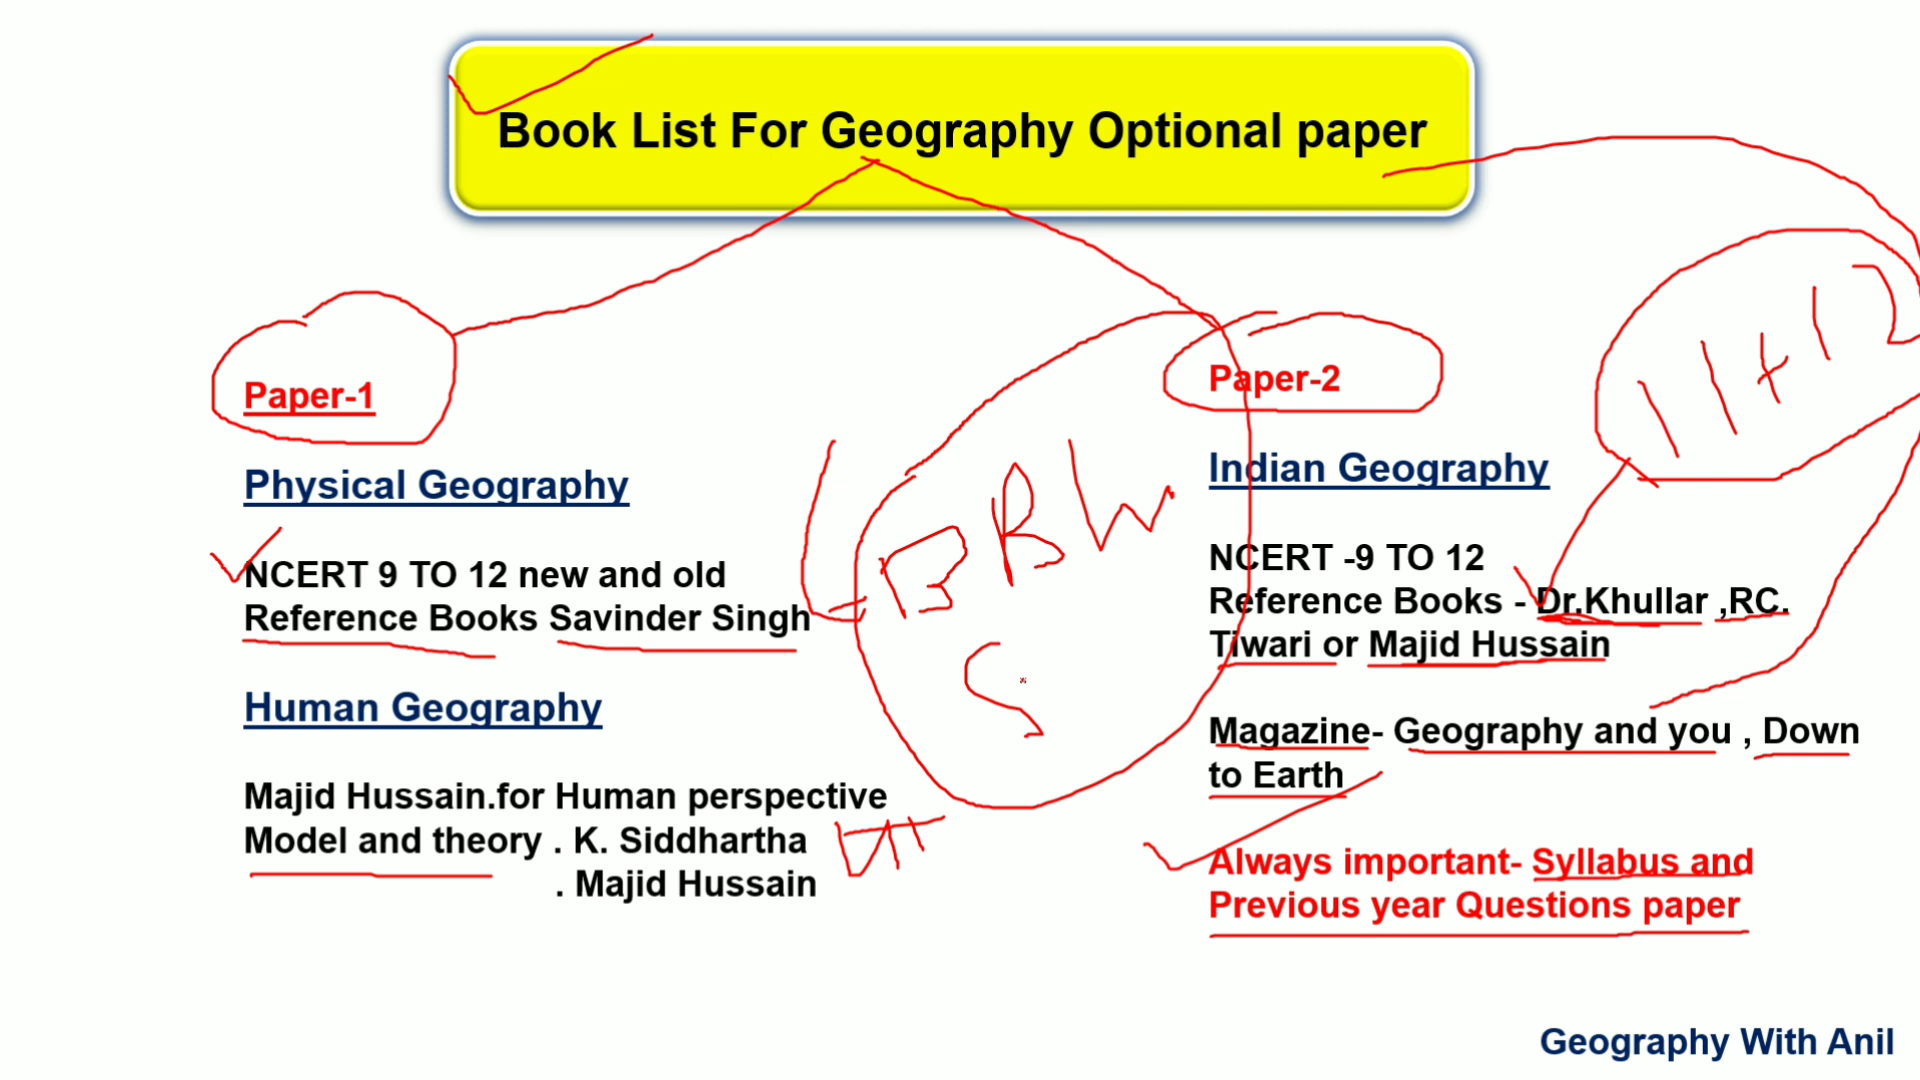 Book List For Geography Optional paper
Paper-1
Physical Geography
NCERT 9 TO 12 new and old
Reference Books Savinder Singh
Human Geography
Majid Hussain.for Human perspective
Model and theory . K. Siddhartha
. Majid Hussain
Paper-2
Indian Geography
NCERT -9 TO 12
Reference Books - Dr.Khullar ,RC.
Tiwari or Majid Hussain
Magazine- Geography and you , Down
to Earth
Always important- Syllabus and
Previous year Questions paper
11+12
Geography With Anil